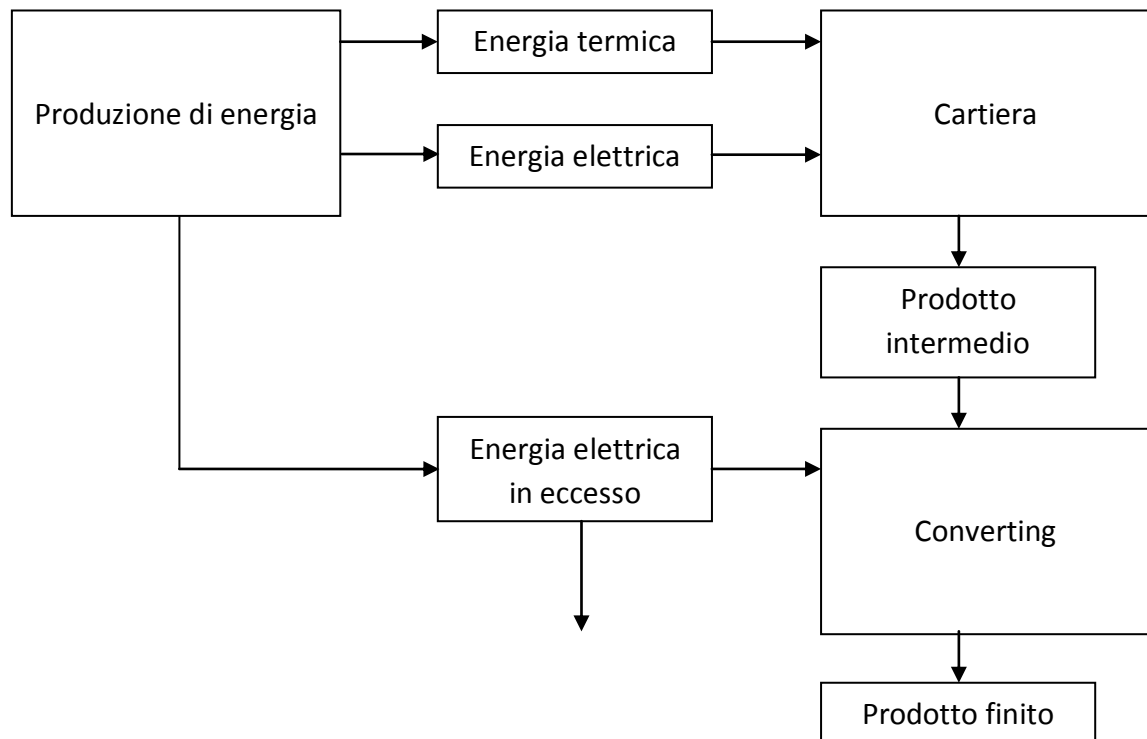 Energia termica
Produzione di energia
Cartiera
Energia elettrica
Prodotto
intermedio
Energia elettrica
in eccesso
Converting
Prodotto finito